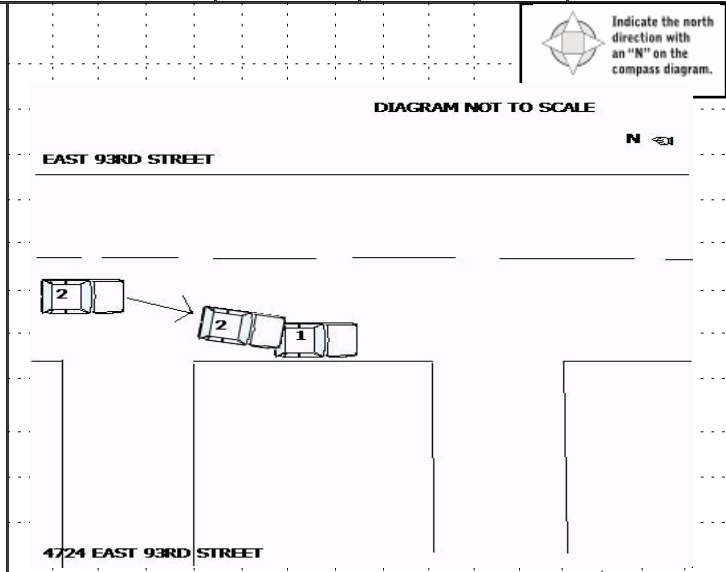 Indicate the north
direction with
an “N” on the
compass diagram.
DIAGRAM NOT TO SCALE
N
EAST 93RD STREET
2
2
1
4724 EAST 93RD STREET